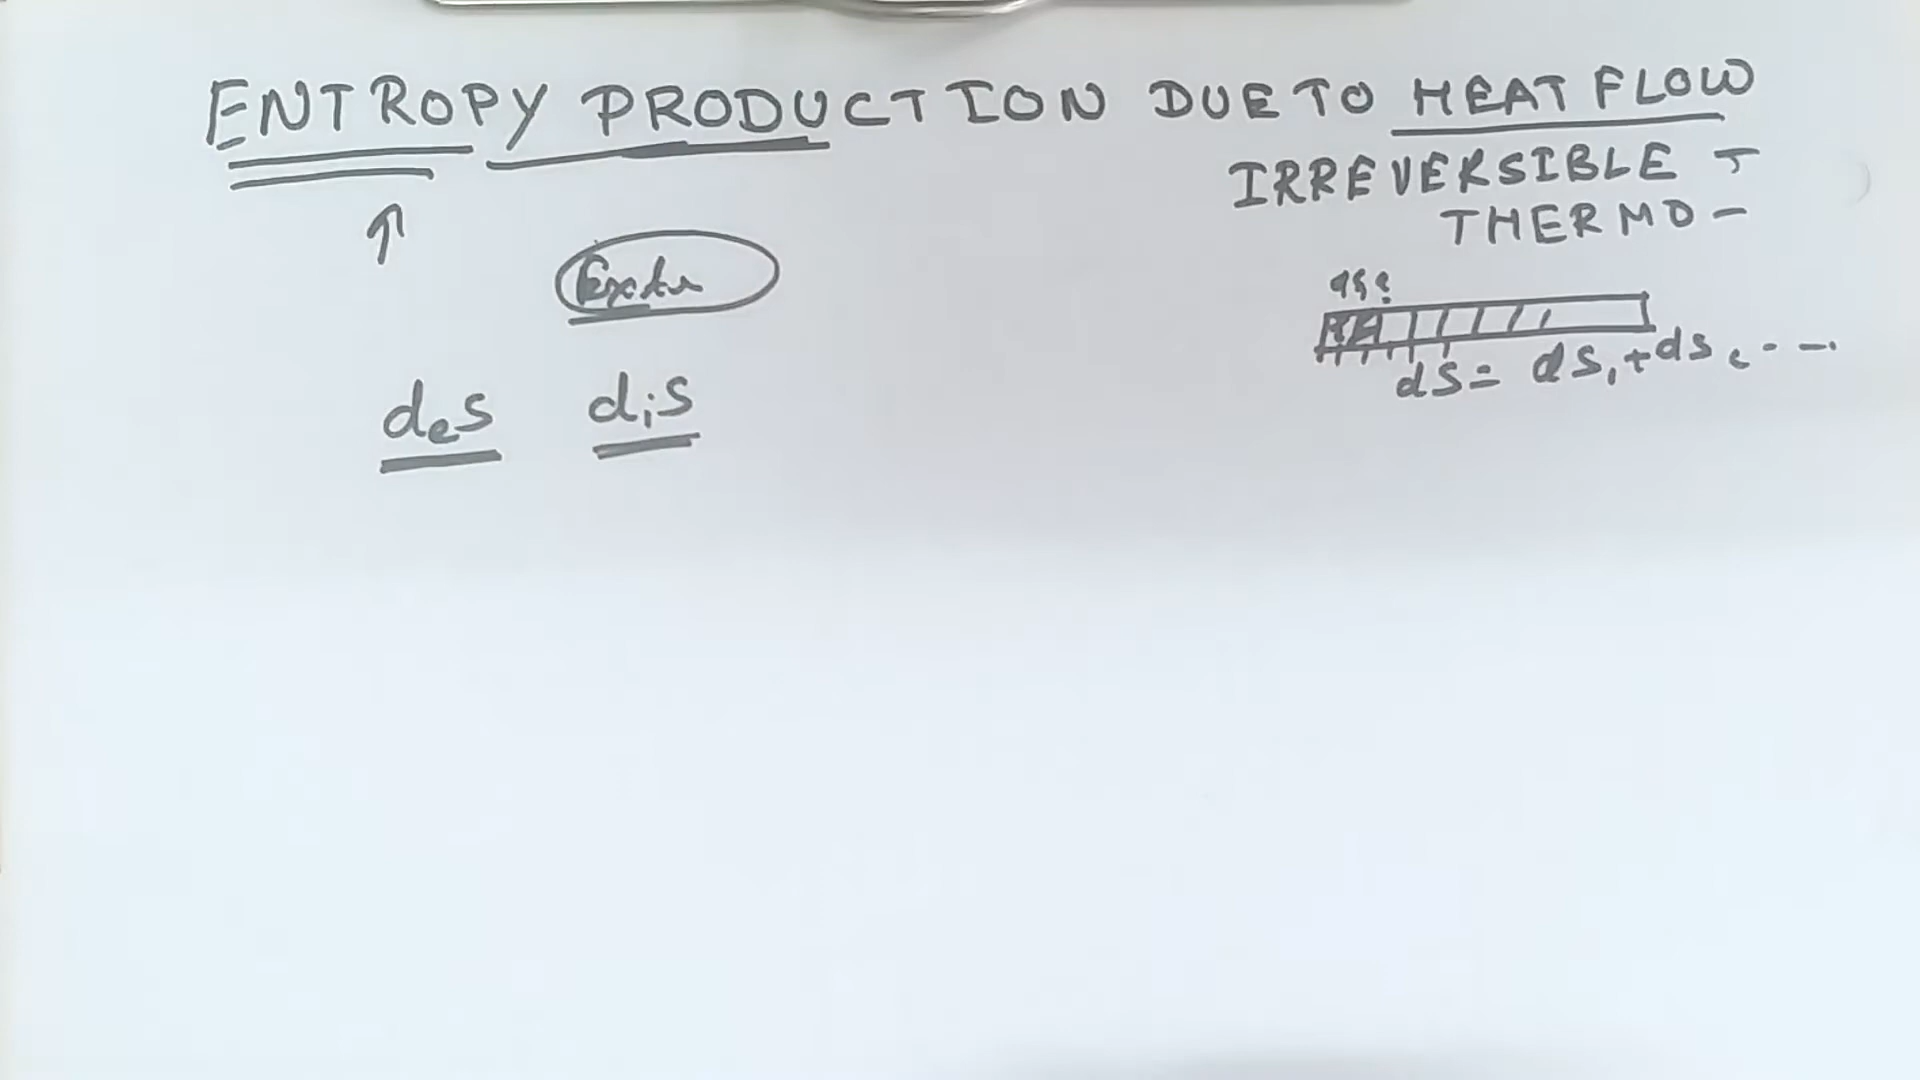 ENTROPY PRODUCTION DUE TO HEAT FLOW
IRREVERSIBLE
THERMO -
deS diS
dS = dS1 + dS2 - - -